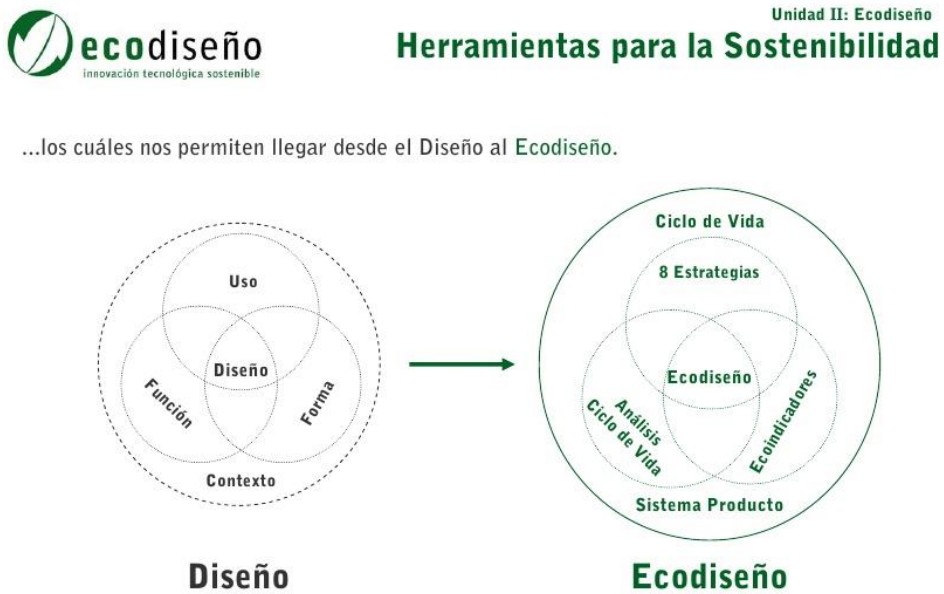 ecodiseño
innovación tecnológica sostenible
Unidad II: Ecodiseño
Herramientas para la Sostenibilidad
...los cuáles nos permiten llegar desde el Diseño al Ecodiseño.
Uso
Diseño
Función
Forma
Contexto
Diseño
Ciclo de Vida
8 Estrategias
Ecodiseño
Análisis
Ciclo de Vida
Ecoindicadores
Sistema Producto
Ecodiseño